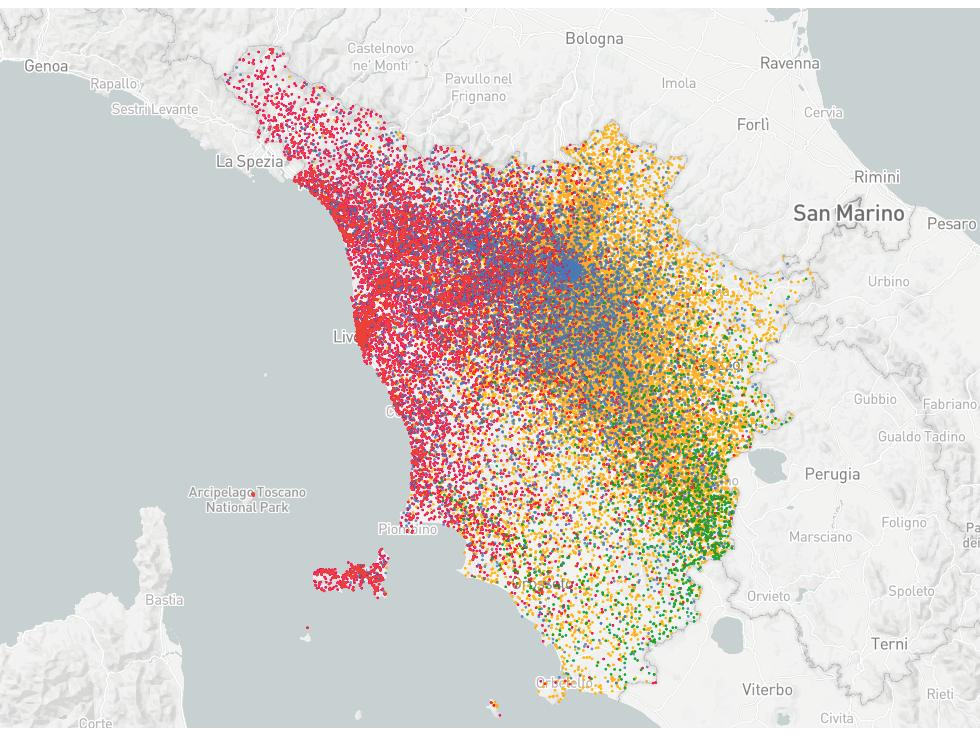 Bologna
Castelnovo
ne' Monti
Genoa
Ravenna
Pavullo nel
Frignano
Rapallo
Imola
Sestri Levante
Cervia
Forlì
La Spezia
Rimini
San Marino
Pesaro
Urbino
Gubbio
Fabriano
Gualdo Tadino
Perugia
Arcipelago Toscano
National Park
Foligno
Piombino
Marsciano
Orvieto
Spoleto
Bastia
Grosseto
Terni
Orbetello
Viterbo
Rieti
Corte
Civita